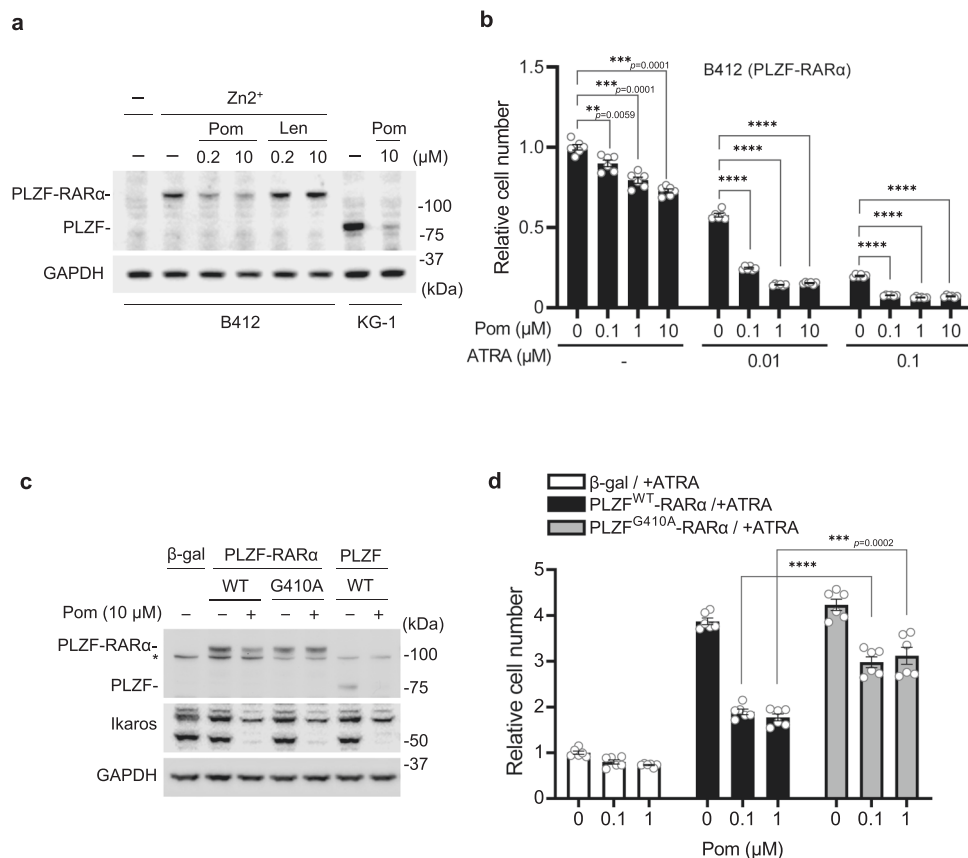 a
– Zn2⁺
Pom Len Pom
– – 0.2 10 0.2 10 – 10 (μM)
PLZF-RARα-
-100
PLZF-
-75
-37
GAPDH
(kDa)
B412 KG-1
b
B412 (PLZF-RARα)
Relative cell number
1.5
1.0
0.5
0
*** p=0.0001
*** p=0.0001
** p=0.0059
****
****
****
****
****
****
Pom (μM) 0 0.1 1 10 0 0.1 1 10 0 0.1 1 10
ATRA (μM) - 0.01 0.1
c
β-gal PLZF-RARα PLZF
WT G410A WT
Pom (10 μM) – – + – + – +
(kDa)
PLZF-RARα-
*
-100
PLZF-
-75
Ikaros
-50
-37
GAPDH
d
β-gal / +ATRA
PLZF^WT-RARα /+ATRA
PLZF^G410A-RARα / +ATRA
*** p=0.0002
****
Relative cell number
5
4
3
2
1
0
0 0.1 1 0 0.1 1 0 0.1 1
Pom (μM)